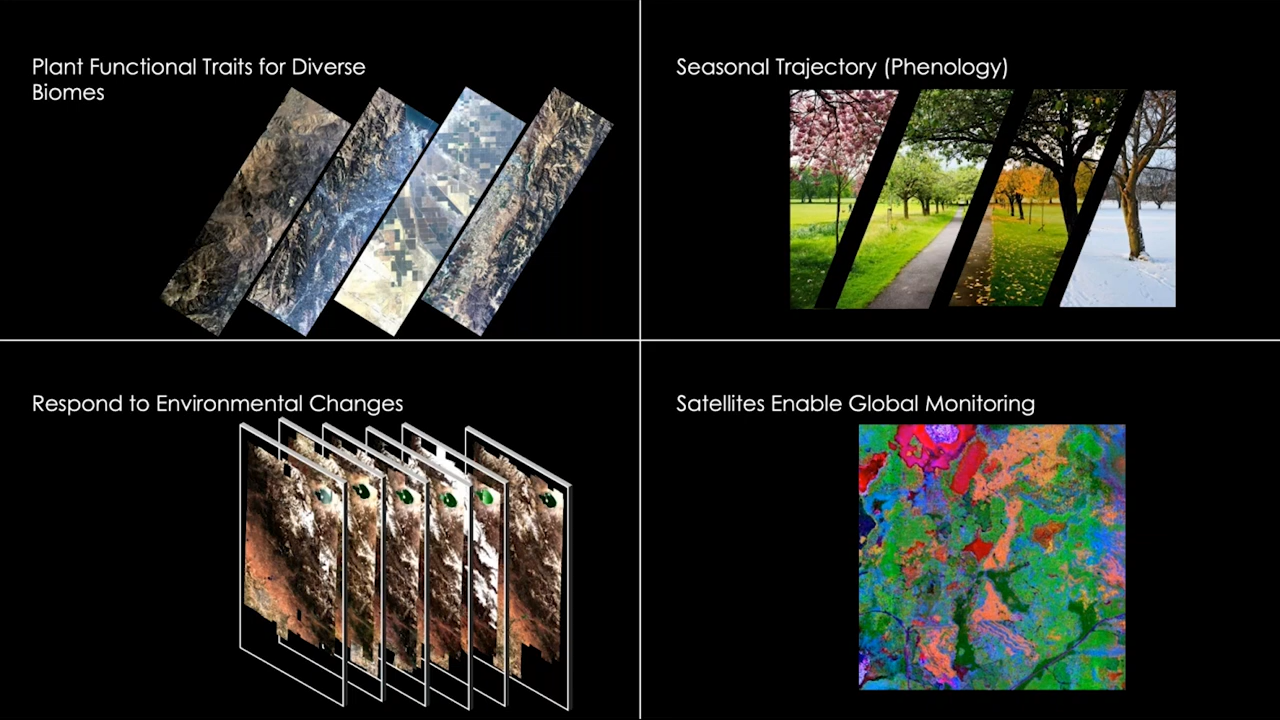 Plant Functional Traits for Diverse
Biomes
Seasonal Trajectory (Phenology)
Respond to Environmental Changes
Satellites Enable Global Monitoring